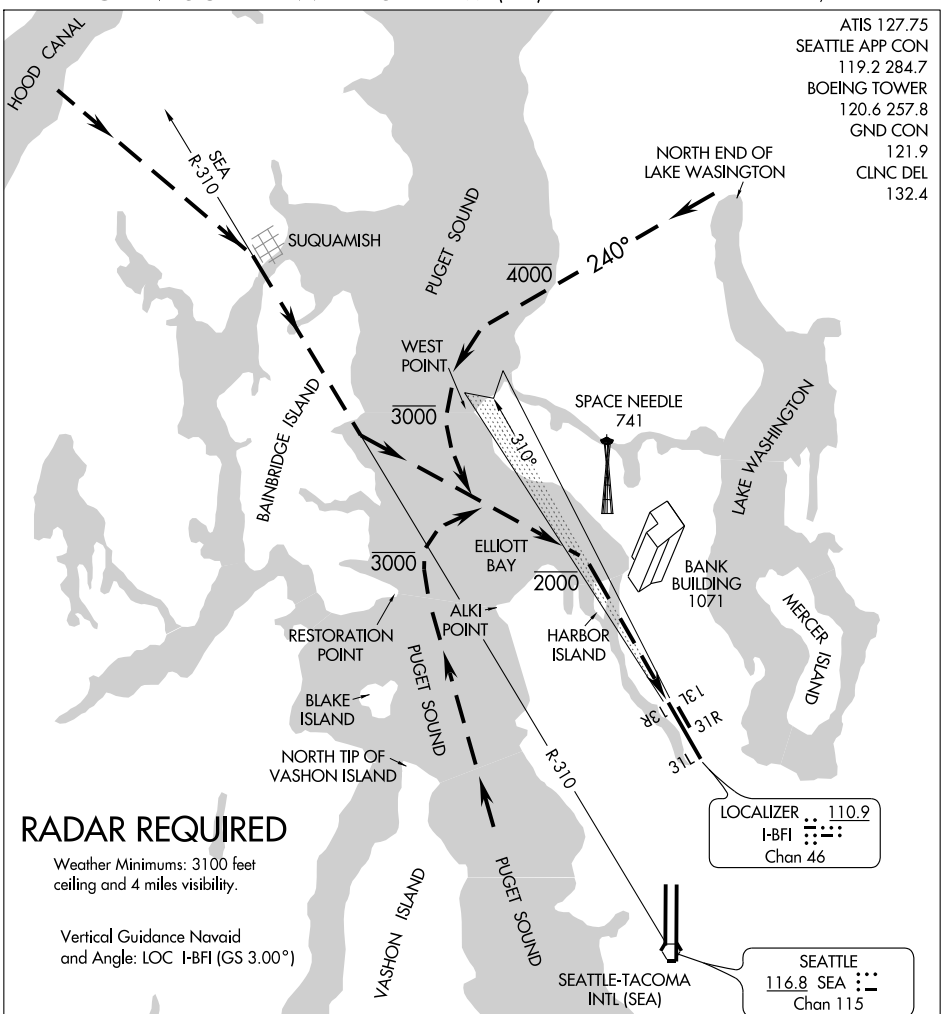 ATIS 127.75
SEATTLE APP CON
119.2 284.7
BOEING TOWER
120.6 257.8
GND CON
121.9
CLNC DEL
132.4
HOOD CANAL
SEA
R-310
SUQUAMISH
PUGET SOUND
NORTH END OF
LAKE WASINGTON
240°
4000
WEST
POINT
3000
310°
SPACE NEEDLE
741
LAKE WASHINGTON
BAINBRIDGE ISLAND
ELLIOTT
BAY
3000
2000
BANK
BUILDING
1071
RESTORATION
POINT
ALKI
POINT
HARBOR
ISLAND
MERCER ISLAND
BLAKE
ISLAND
PUGET SOUND
13R
13L
31R
31L
NORTH TIP OF
VASHON ISLAND
R-310
LOCALIZER 110.9
I-BFI
Chan 46
RADAR REQUIRED
Weather Minimums: 3100 feet
ceiling and 4 miles visibility.
Vertical Guidance Navaid
and Angle: LOC I-BFI (GS 3.00°)
VASHON ISLAND
PUGET SOUND
SEATTLE-TACOMA
INTL (SEA)
SEATTLE
116.8 SEA
Chan 115